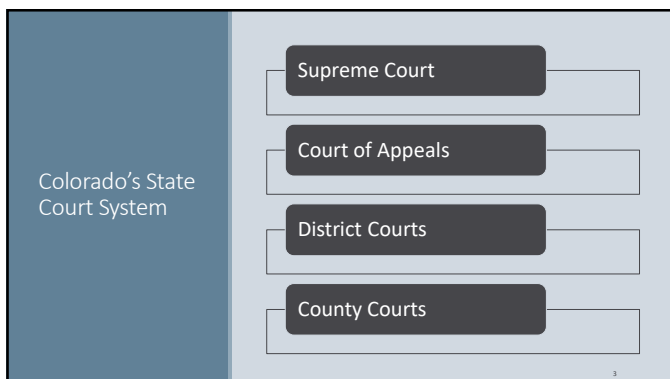 Colorado’s State
Court System
Supreme Court
Court of Appeals
District Courts
County Courts
3